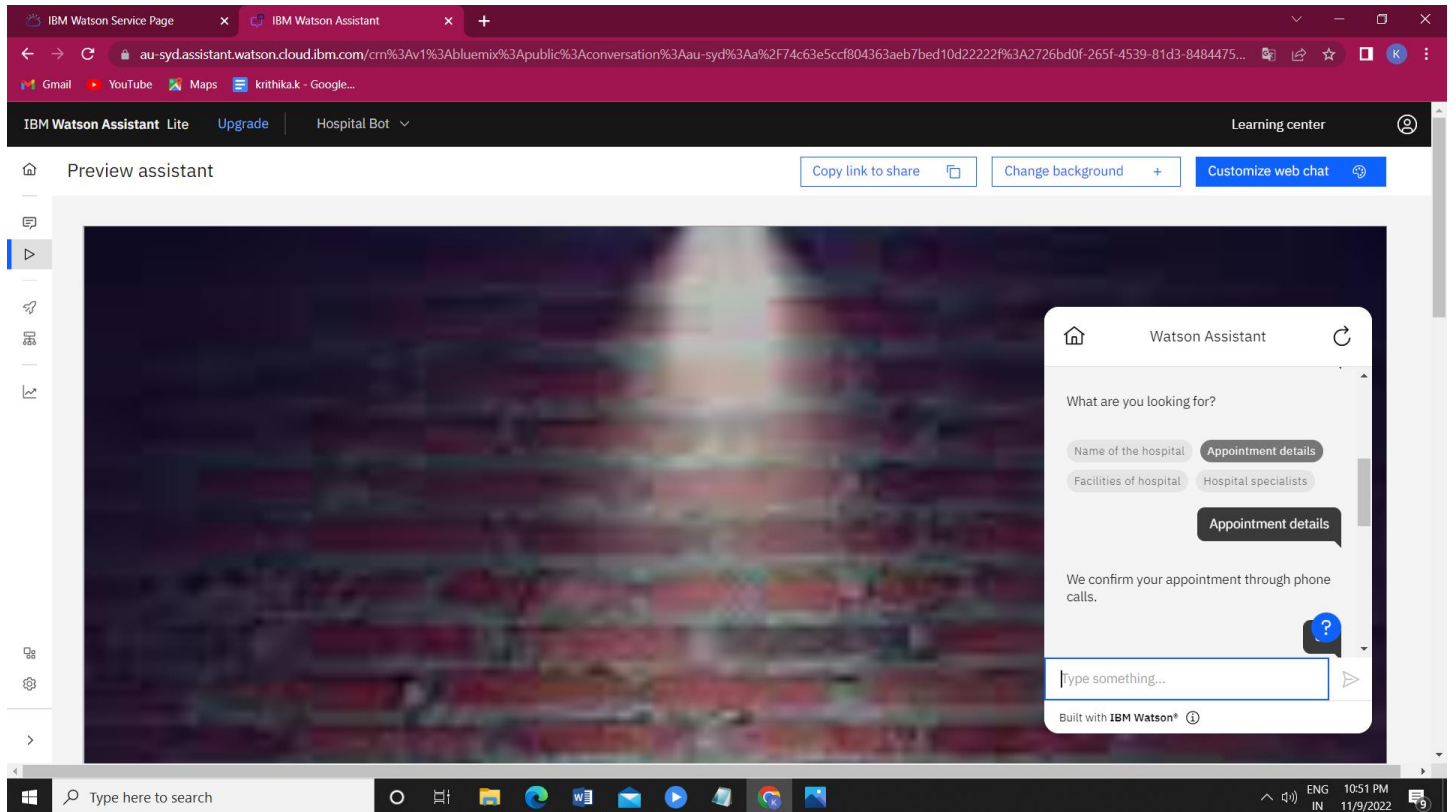 IBM Watson Service Page
IBM Watson Assistant
au-syd.assistant.watson.cloud.ibm.com/crn%3Av1%3Abluemix%3Apublic%3Aconversation%3Aau-syd%3Aa%2F74c63e5ccf804363aeb7bed10d22222f%3A2726bd0f-265f-4539-81d3-8484475...
K
Gmail YouTube Maps krithika.k - Google...
IBM Watson Assistant Lite Upgrade Hospital Bot Learning center
Preview assistant Copy link to share Change background + Customize web chat
Watson Assistant
What are you looking for?
Name of the hospital Appointment details
Facilities of hospital Hospital specialists
Appointment details
We confirm your appointment through phone
calls.
?
Type something...
Built with IBM Watson®
Type here to search
ENG 10:51 PM
IN 11/9/2022
9